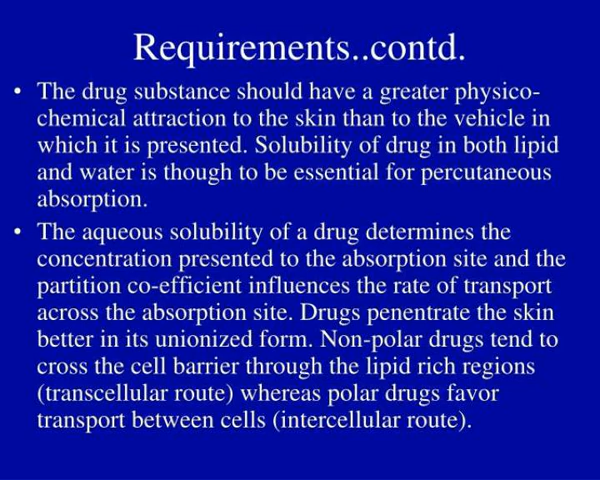 Requirements..contd.
• The drug substance should have a greater physico-
chemical attraction to the skin than to the vehicle in
which it is presented. Solubility of drug in both lipid
and water is though to be essential for percutaneous
absorption.
• The aqueous solubility of a drug determines the
concentration presented to the absorption site and the
partition co-efficient influences the rate of transport
across the absorption site. Drugs penentrate the skin
better in its unionized form. Non-polar drugs tend to
cross the cell barrier through the lipid rich regions
(transcellular route) whereas polar drugs favor
transport between cells (intercellular route).